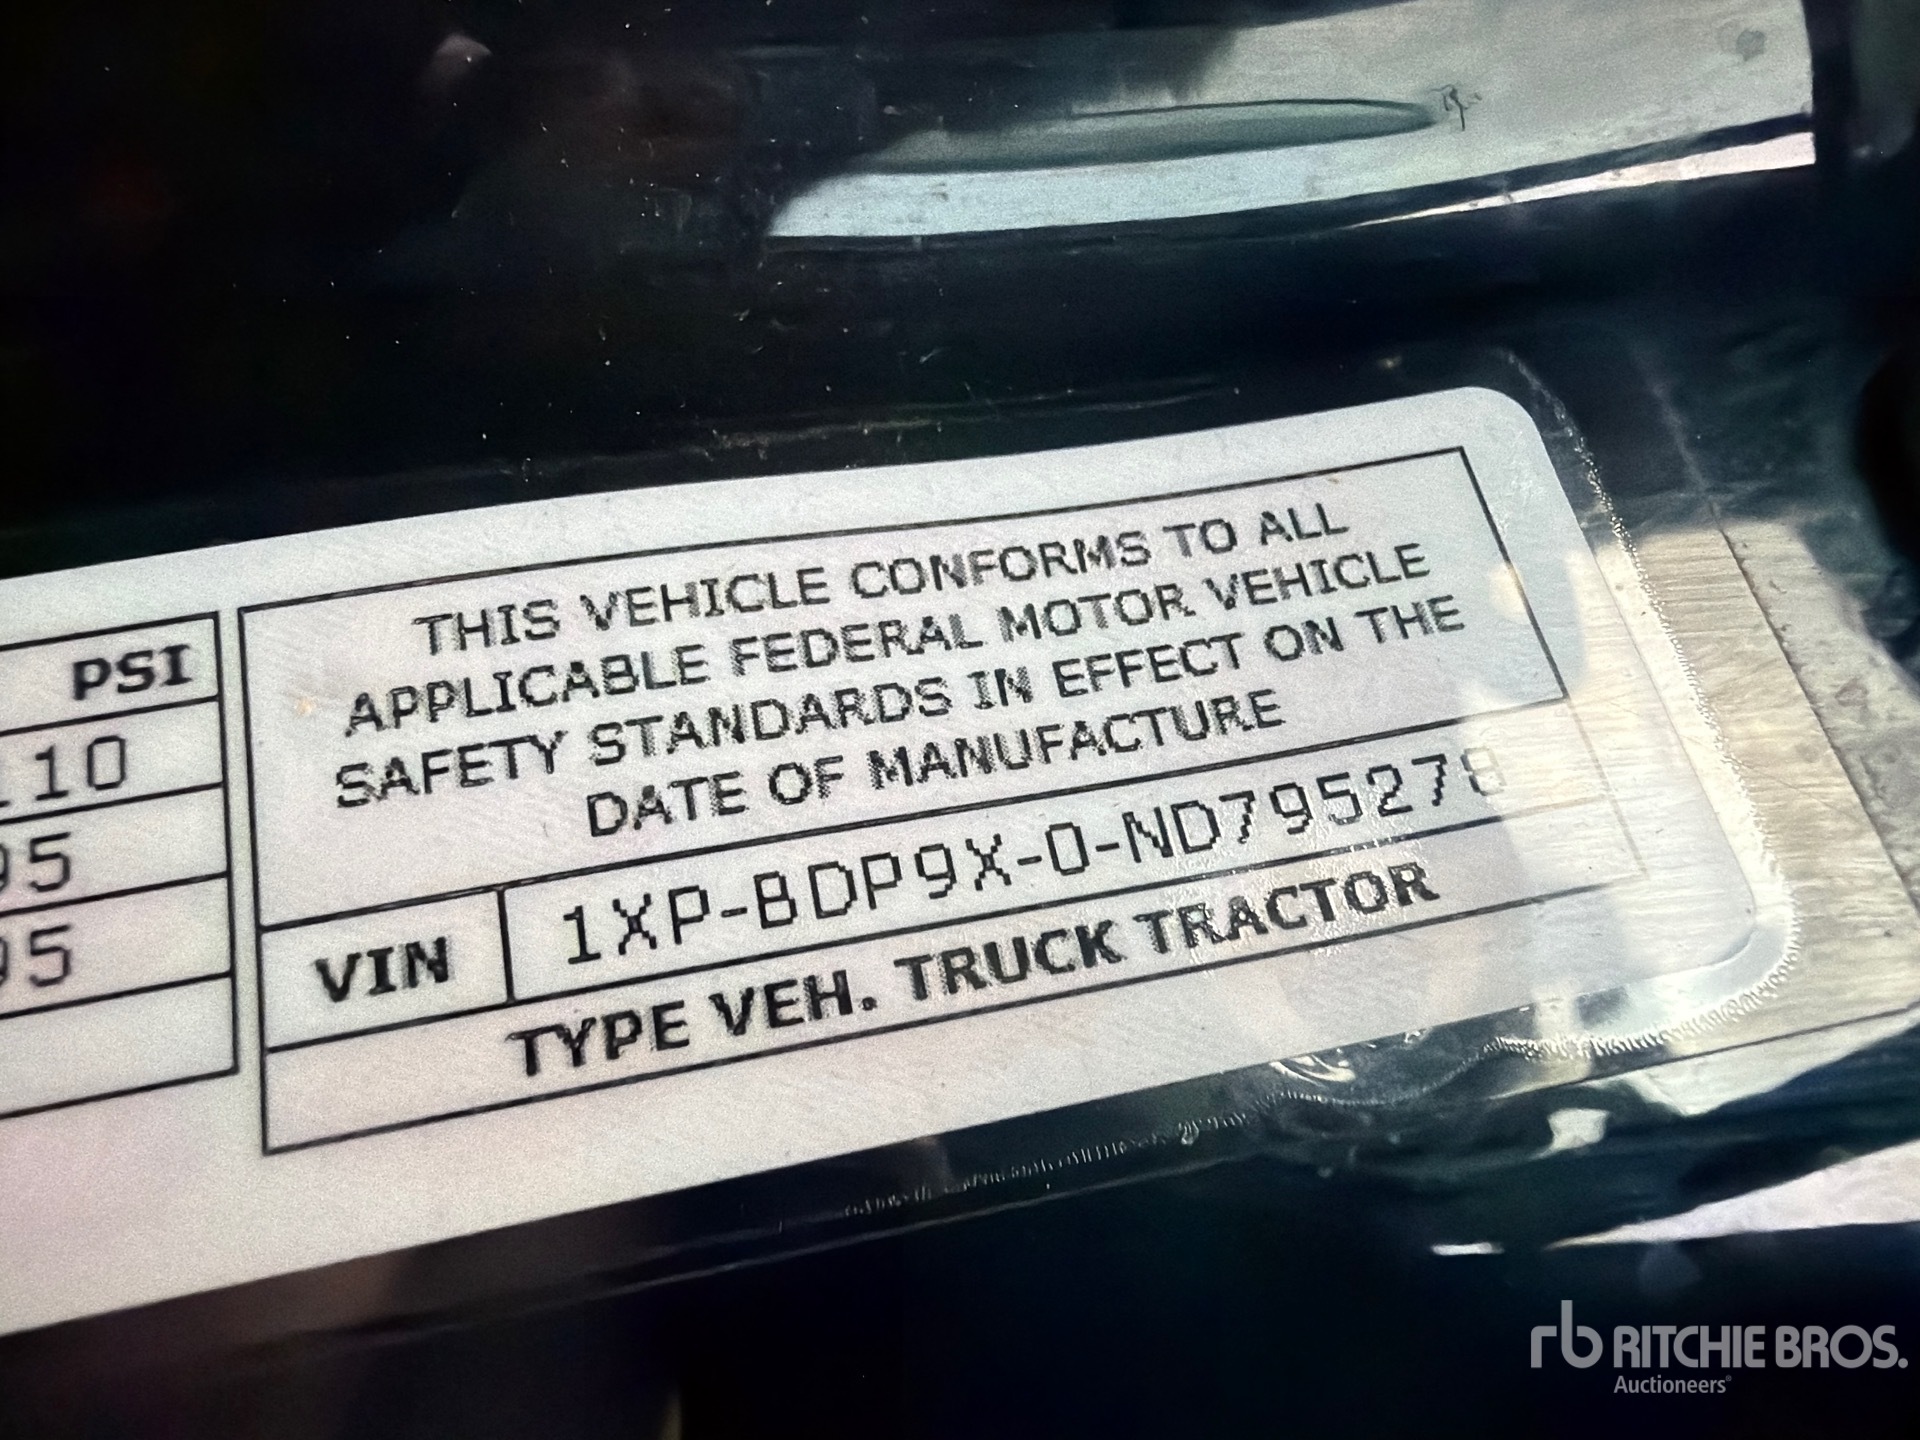 PSI
110
95
95
THIS VEHICLE CONFORMS TO ALL
APPLICABLE FEDERAL MOTOR VEHICLE
SAFETY STANDARDS IN EFFECT ON THE
DATE OF MANUFACTURE
VIN 1XP-BDP9X-0-ND795278
TYPE VEH. TRUCK TRACTOR
rb RITCHIE BROS.
Auctioneers®